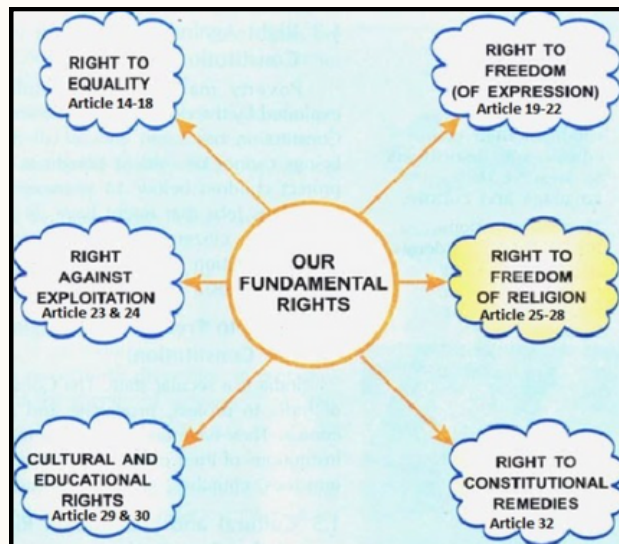 RIGHT TO
EQUALITY
Article 14-18
RIGHT TO
FREEDOM
(OF EXPRESSION)
Article 19-22
RIGHT
AGAINST
EXPLOITATION
Article 23 & 24
OUR
FUNDAMENTAL
RIGHTS
RIGHT TO
FREEDOM
OF RELIGION
Article 25-28
CULTURAL AND
EDUCATIONAL
RIGHTS
Article 29 & 30
RIGHT TO
CONSTITUTIONAL
REMEDIES
Article 32